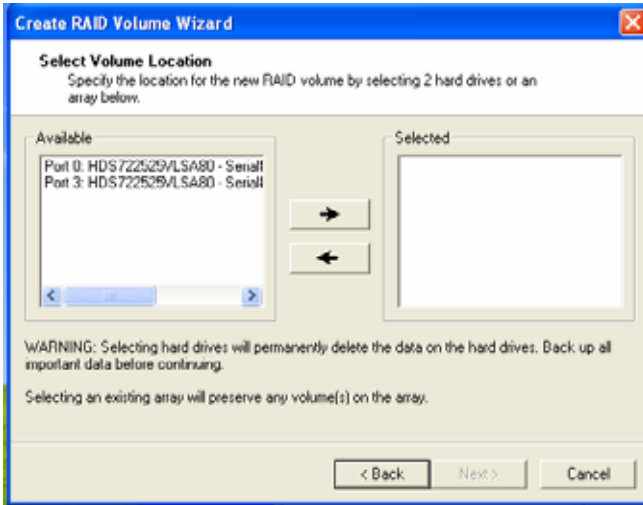 Create RAID Volume Wizard
Select Volume Location
Specify the location for the new RAID volume by selecting 2 hard drives or an
array below.
Available
Selected
Port 0: HDS722525VLSA80 - Serial
Port 3: HDS722525VLSA80 - Serial
WARNING: Selecting hard drives will permanently delete the data on the hard drives. Back up all
important data before continuing.
Selecting an existing array will preserve any volume(s) on the array.
< Back
Next >
Cancel